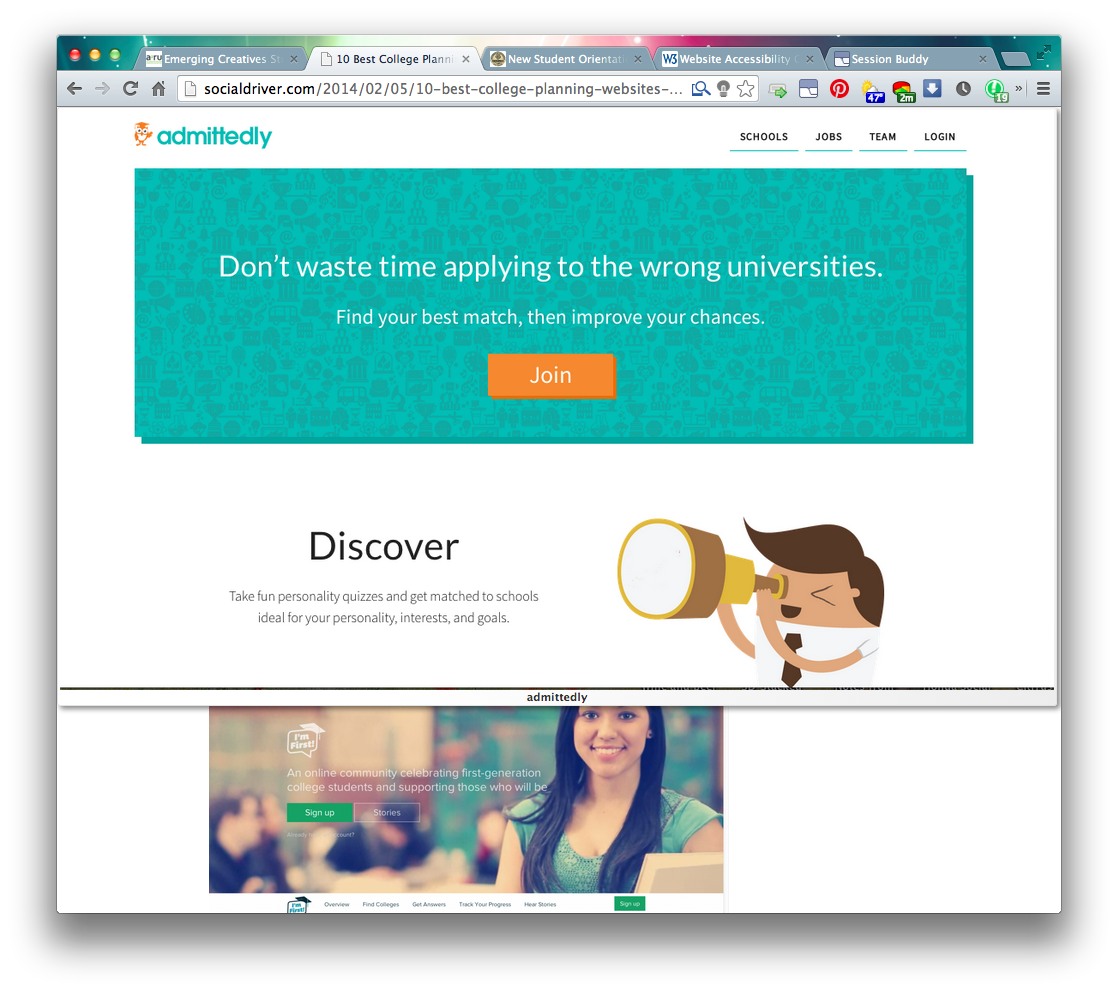 a·ru Emerging Creatives St
10 Best College Planni
New Student Orientati
W3 Website Accessibility
Session Buddy
socialdriver.com/2014/02/05/10-best-college-planning-websites-...
47°
2m
19
»
admittedly
SCHOOLS JOBS TEAM LOGIN
Don't waste time applying to the wrong universities.
Find your best match, then improve your chances.
Join
Discover
Take fun personality quizzes and get matched to schools
ideal for your personality, interests, and goals.
admittedly
I'm
First!
An online community celebrating first-generation
college students and supporting those who will be.
Sign up Stories
Already
count?
I'm
Overview Find Colleges Get Answers Track Your Progress Hear Stories Sign up